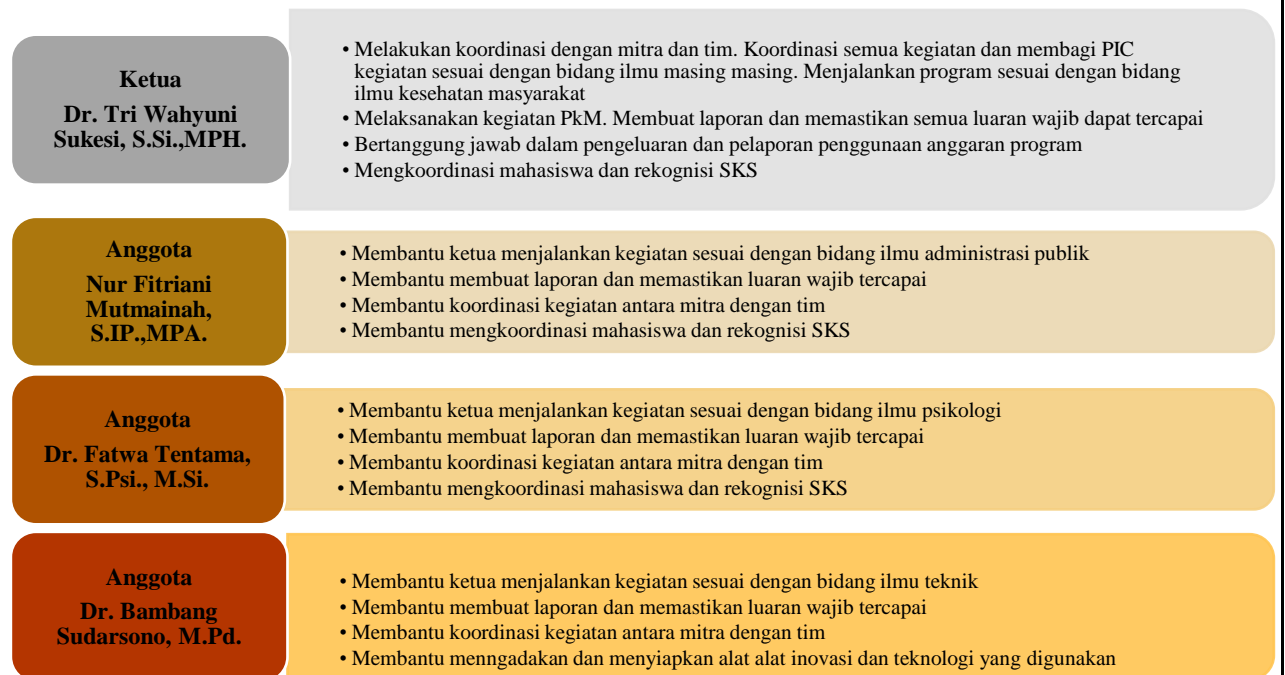 Ketua
Dr. Tri Wahyuni
Sukesi, S.Si.,MPH.
• Melakukan koordinasi dengan mitra dan tim. Koordinasi semua kegiatan dan membagi PIC
kegiatan sesuai dengan bidang ilmu masing masing. Menjalankan program sesuai dengan bidang
ilmu kesehatan masyarakat
• Melaksanakan kegiatan PkM. Membuat laporan dan memastikan semua luaran wajib dapat tercapai
• Bertanggung jawab dalam pengeluran dan pelaporan penggunaan anggaran program
• Mengkoordinasi mahasiswa dan rekognisi SKS
Anggota
Nur Fitriani
Mutmainah,
S.IP.,MPA.
• Membantu ketua menjalankan kegiatan sesuai dengan bidang ilmu administrasi publik
• Membantu membuat laporan dan memastikan luaran wajib tercapai
• Membantu koordinasi kegiatan antara mitra dengan tim
• Membantu mengkoordinasi mahasiswa dan rekognisi SKS
Anggota
Dr. Fatwa Tentama,
S.Psi., M.Si.
• Membantu ketua menjalankan kegiatan sesuai dengan bidang ilmu psikologi
• Membantu membuat laporan dan memastikan luaran wajib tercapai
• Membantu koordinasi kegiatan antara mitra dengan tim
• Membantu mengkoordinasi mahasiswa dan rekognisi SKS
Anggota
Dr. Bambang
Sudarsono, M.Pd.
• Membantu ketua menjalankan kegiatan sesuai dengan bidang ilmu teknik
• Membantu membuat laporan dan memastikan luaran wajib tercapai
• Membantu koordinasi kegiatan antara mitra dengan tim
• Membantu menngadakan dan menyiapkan alat alat inovasi dan teknologi yang digunakan